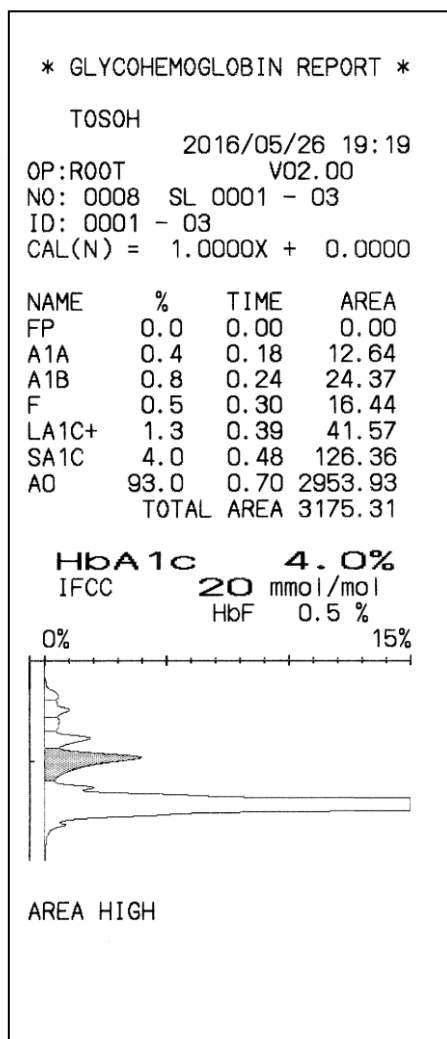 * GLYCOHEMOGLOBIN REPORT *
TOSOH
2016/05/26 19:19
OP:ROOT V02.00
NO: 0008 SL 0001 - 03
ID: 0001 - 03
CAL(N) = 1.0000X + 0.0000
NAME % TIME AREA
FP 0.0 0.00 0.00
A1A 0.4 0.18 12.64
A1B 0.8 0.24 24.37
F 0.5 0.30 16.44
LA1C+ 1.3 0.39 41.57
SA1C 4.0 0.48 126.36
A0 93.0 0.70 2953.93
TOTAL AREA 3175.31
HbA1c 4.0%
IFCC 20 mmol/mol
HbF 0.5 %
0% 15%
AREA HIGH